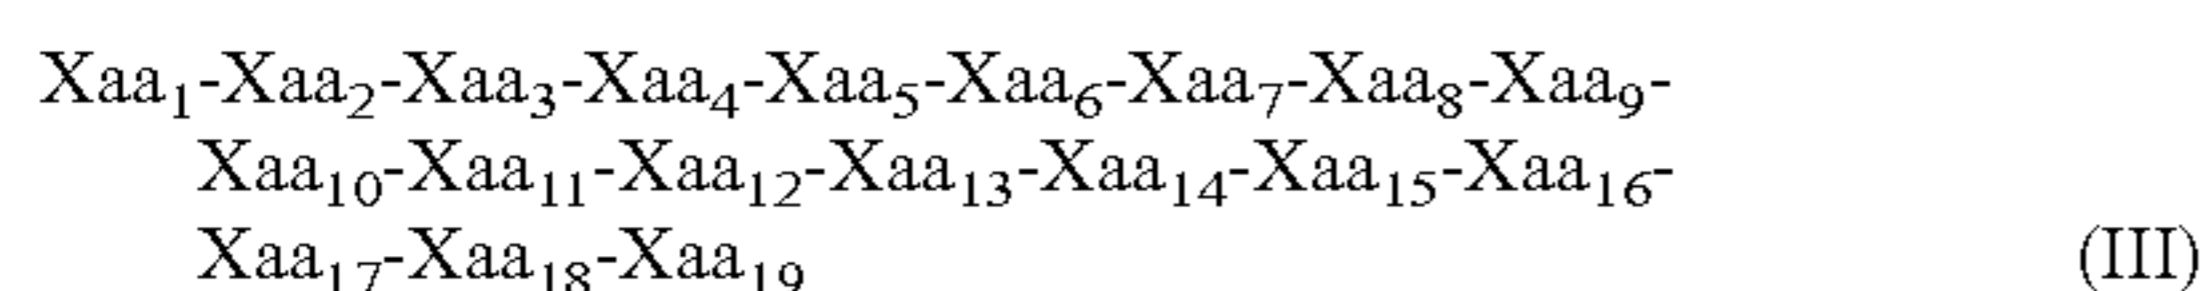 Xaa₁-Xaa₂-Xaa₃-Xaa₄-Xaa₅-Xaa₆-Xaa₇-Xaa₈-Xaa₉-
Xaa₁₀-Xaa₁₁-Xaa₁₂-Xaa₁₃-Xaa₁₄-Xaa₁₅-Xaa₁₆-
Xaa₁₇-Xaa₁₈-Xaa₁₉ (III)